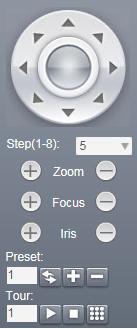 Step(1-8): 5
Zoom
Focus
Iris
Preset:
1
Tour:
1